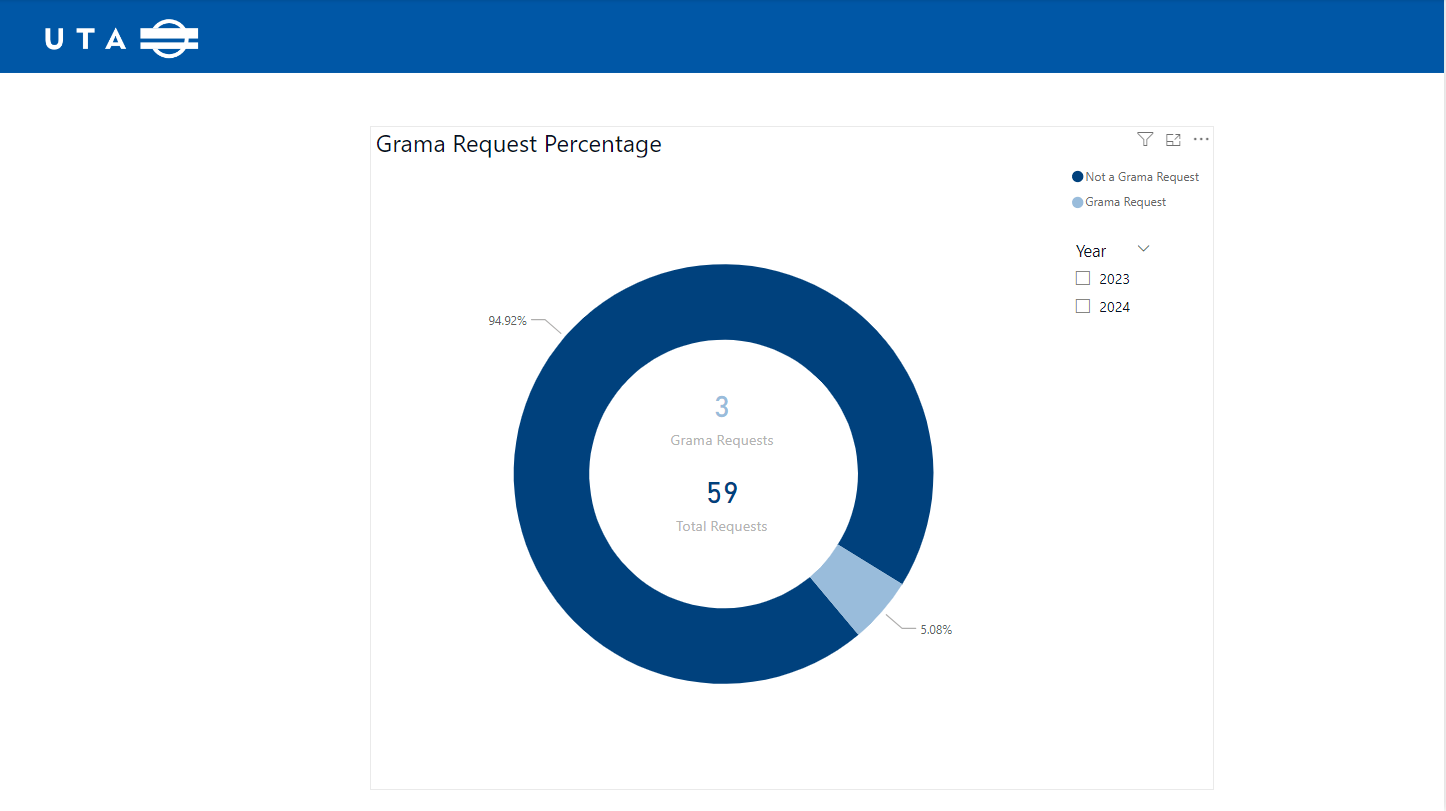 UTA
Grama Request Percentage
Not a Grama Request
Grama Request
Year
2023
2024
94.92%
3
Grama Requests
59
Total Requests
5.08%